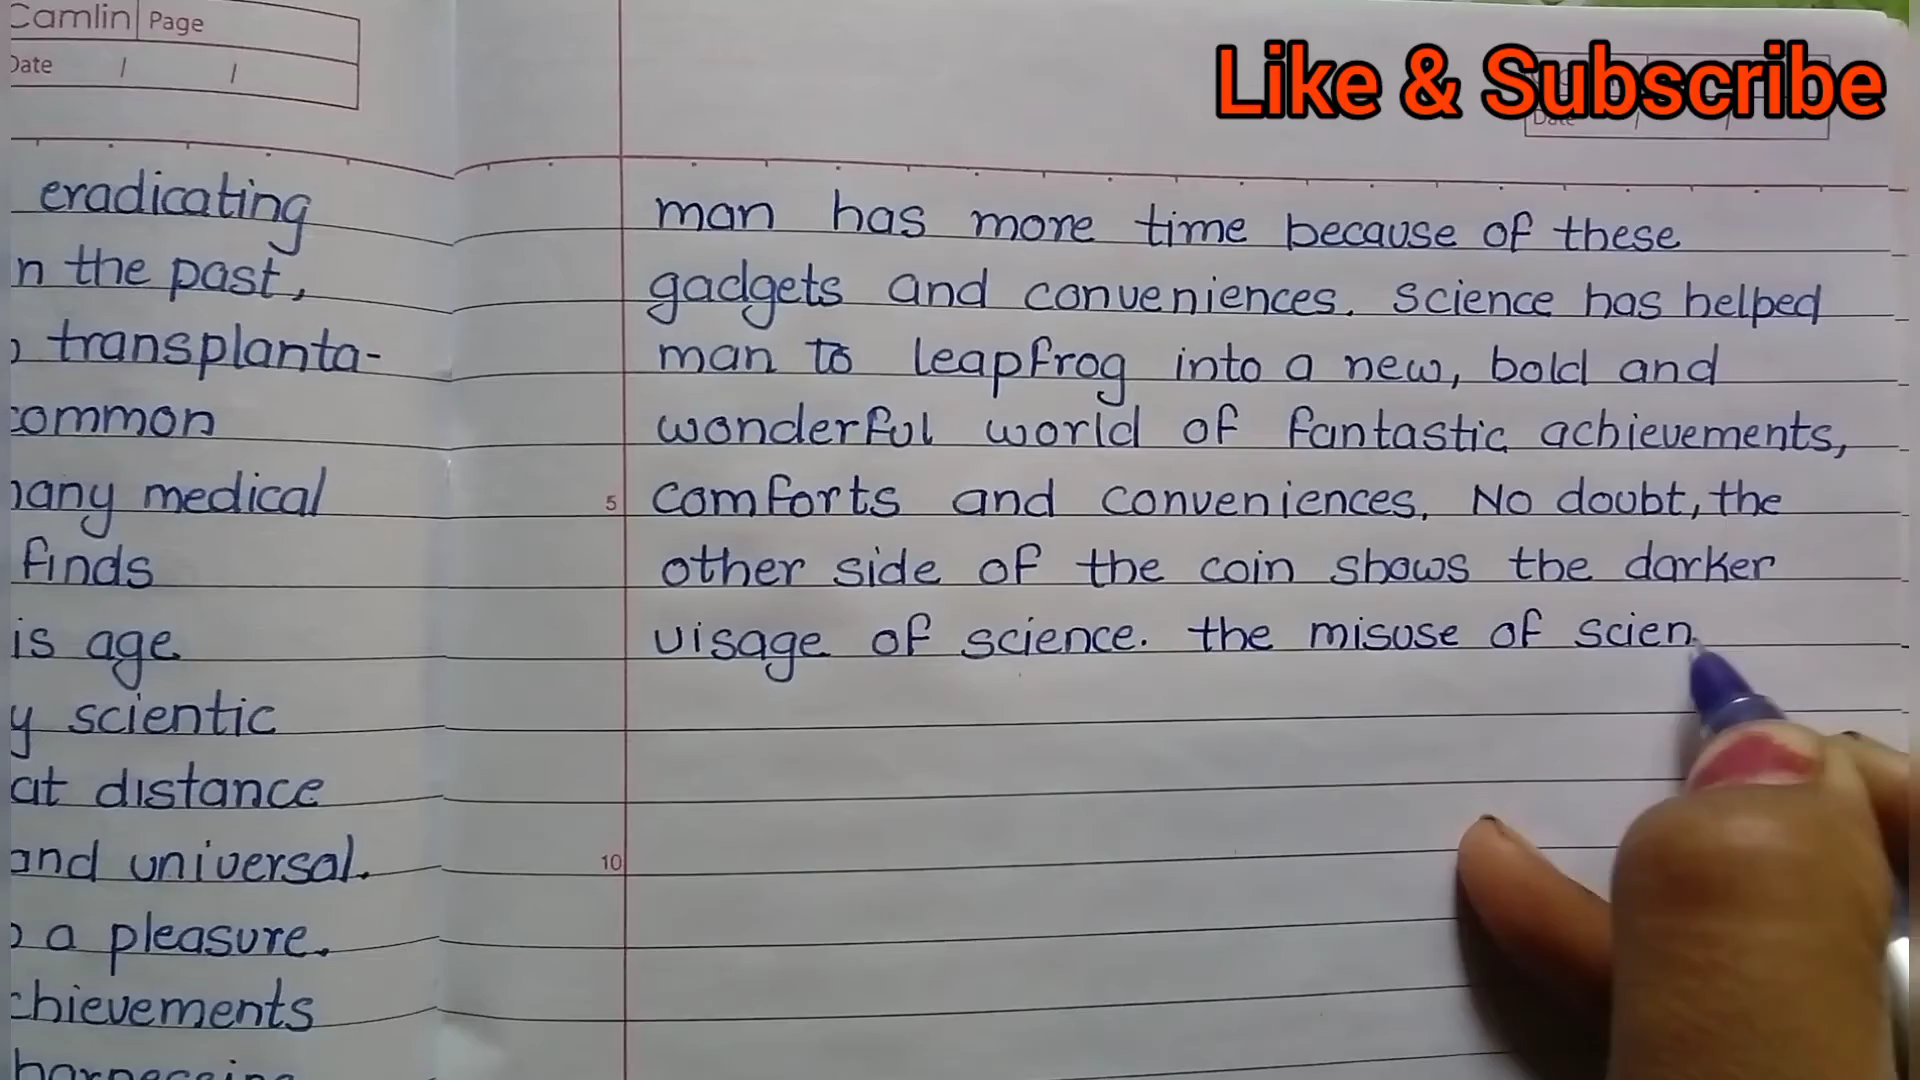 Camlin Page
Date / /
Like & Subscribe
Date / /
eradicating
n the past,
transplanta-
common
many medical
finds
is age
y scientic
at distance
and universal.
a pleasure.
chievements
man has more time because of these
gadgets and conveniences. Science has helped
man to leapfrog into a new, bold and
wonderful world of fantastic achievements,
5 comforts and conveniences. No doubt, the
other side of the coin shows the darker
visage of science. the misuse of scien
10